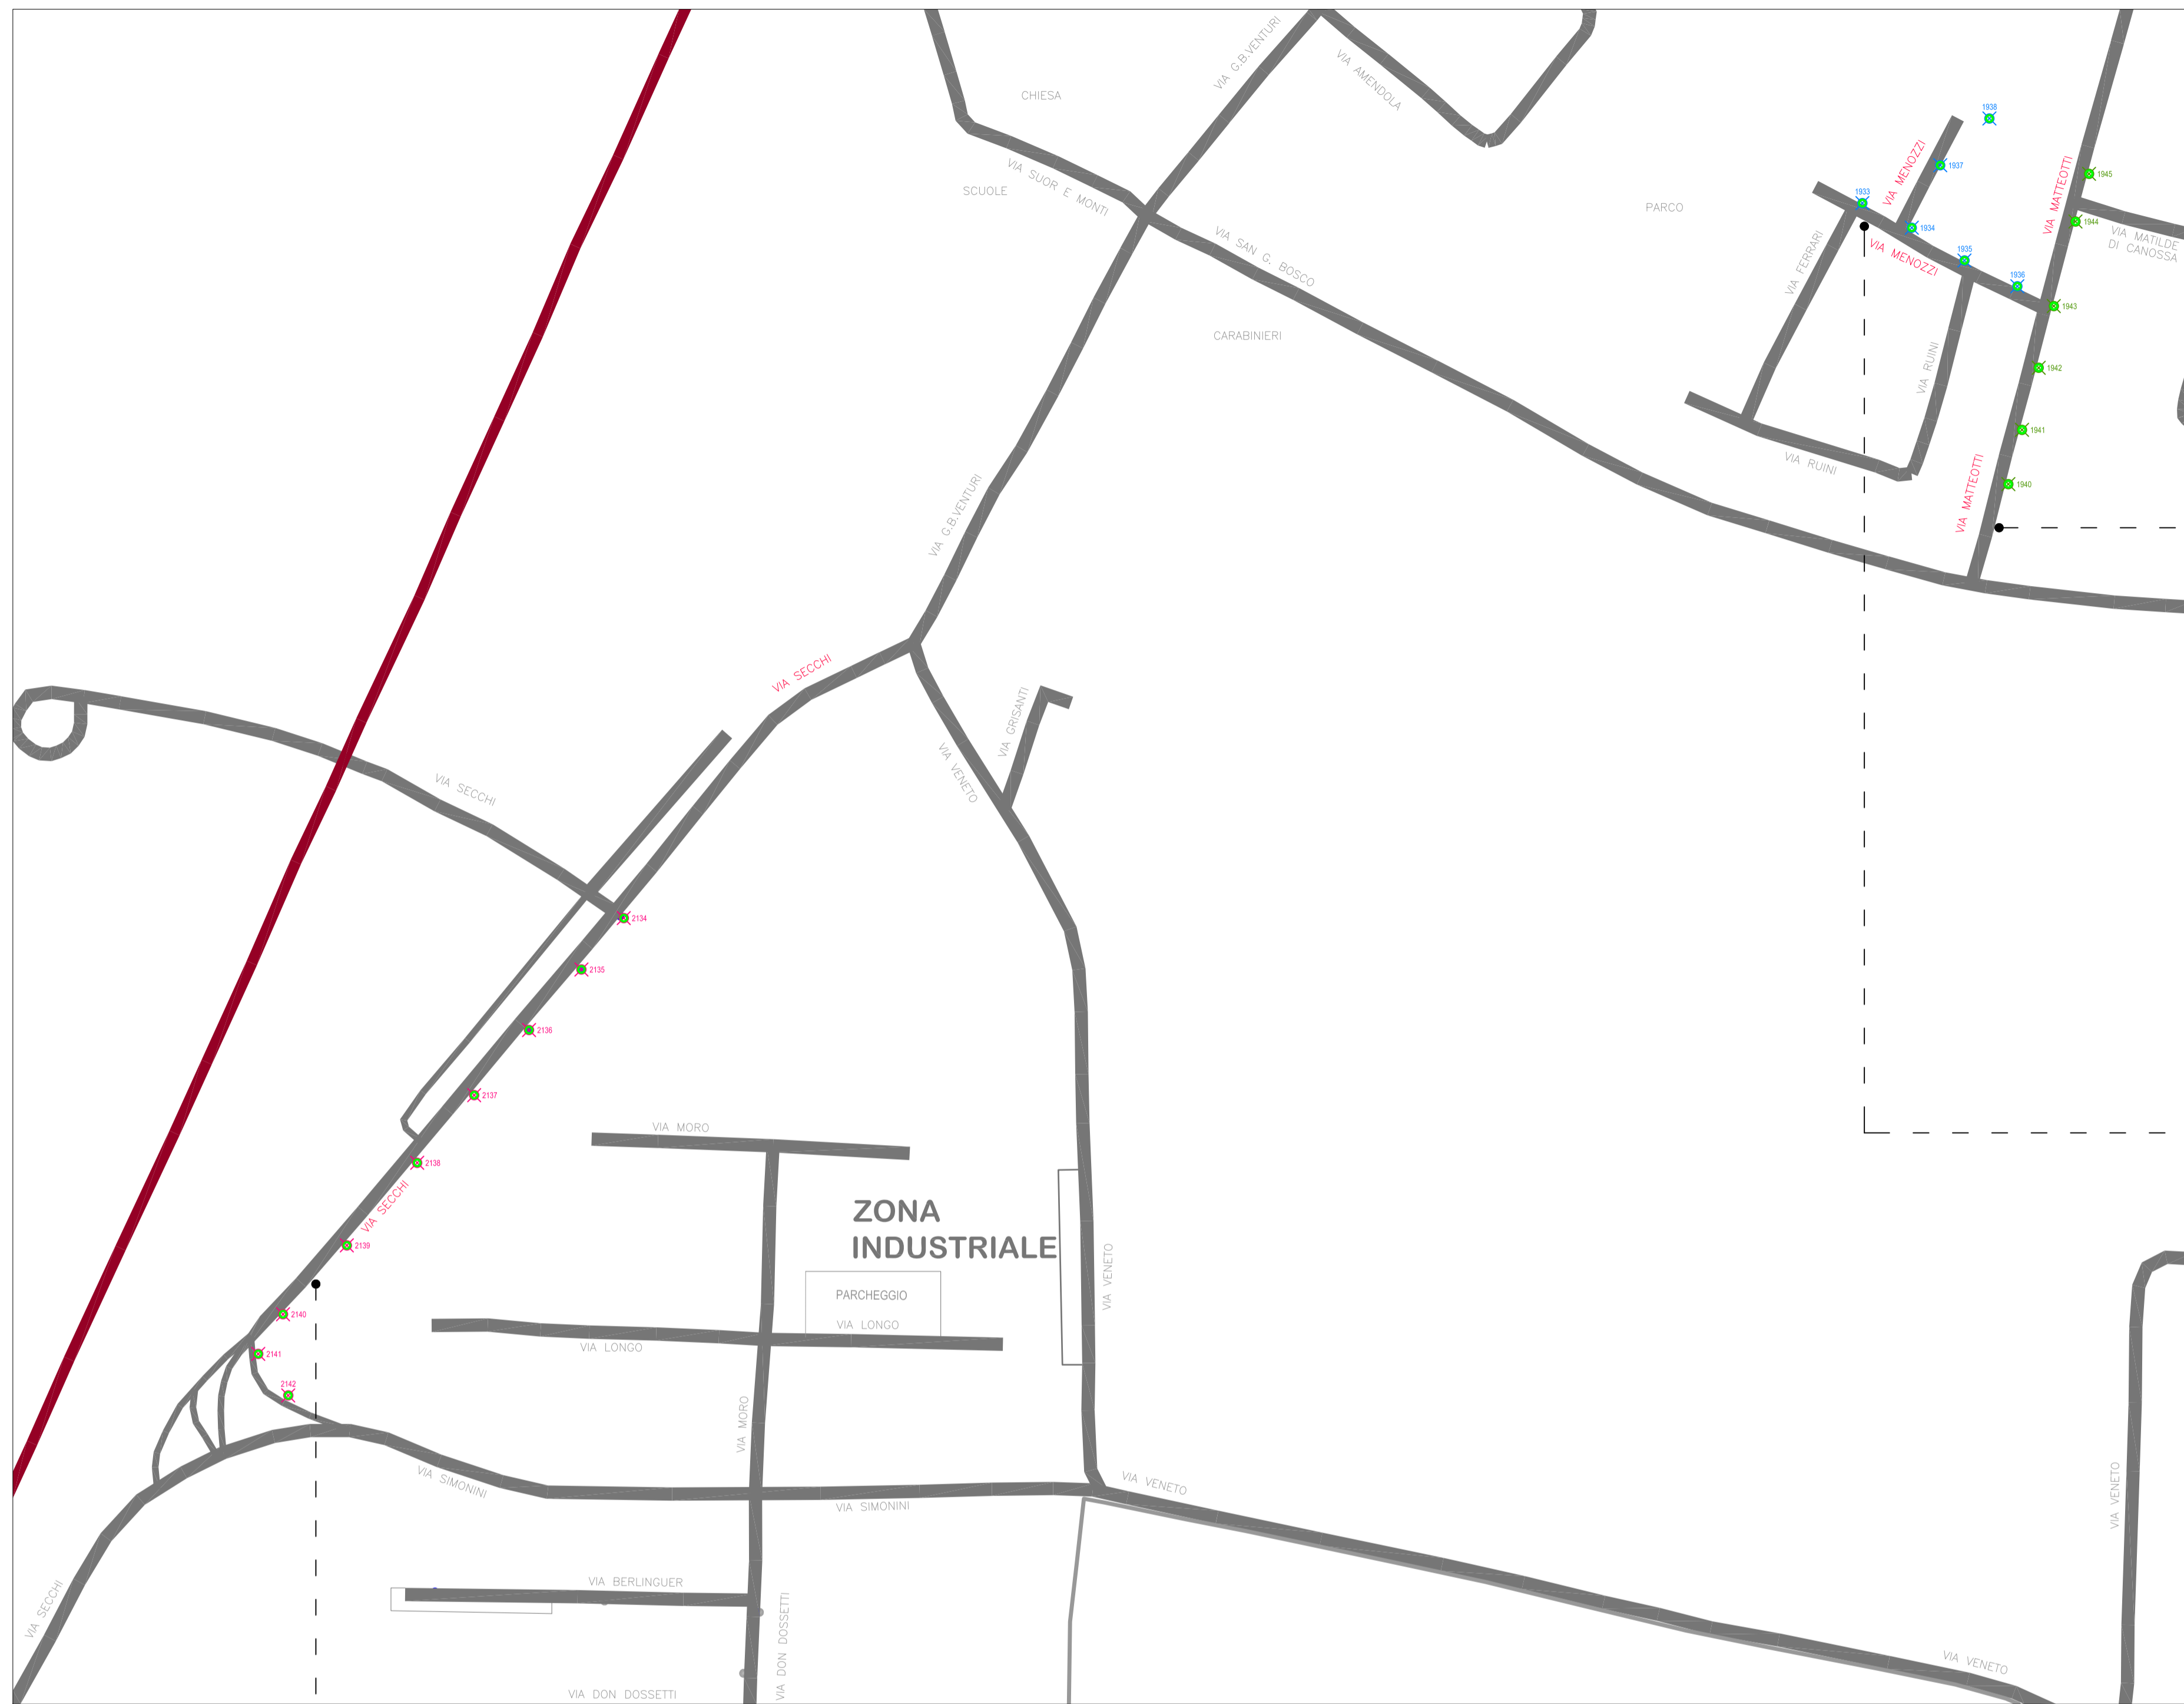 VIA G.B.VENTURI
VIA AMENDOLA
CHIESA
1938
VIA MENOZZI
1937
VIA MATTEOTTI
1945
SCUOLE
VIA SUOR E MONTI
PARCO
1933
1934
1944
VIA MATILDE
DI CANOSSA
VIA SAN G. BOSCO
VIA FERRARI
VIA MENOZZI
1935
1936
1943
CARABINIERI
VIA RUINI
1942
1941
VIA RUINI
1940
VIA MATTEOTTI
VIA G.B.VENTURI
VIA SECCHI
VIA GRISANTI
VIA VENETO
VIA SECCHI
2134
2135
2136
2137
VIA MORO
2138
VIA SECCHI
ZONA
INDUSTRIALE
2139
VIA VENETO
PARCHEGGIO
2140
VIA LONGO
VIA LONGO
2141
2142
VIA MORO
VIA SIMONINI
VIA VENETO
VIA VENETO
VIA SIMONINI
VIA BERLINGUER
VIA SECCHI
VIA DON DOSSETTI
VIA VENETO
VIA DON DOSSETTI